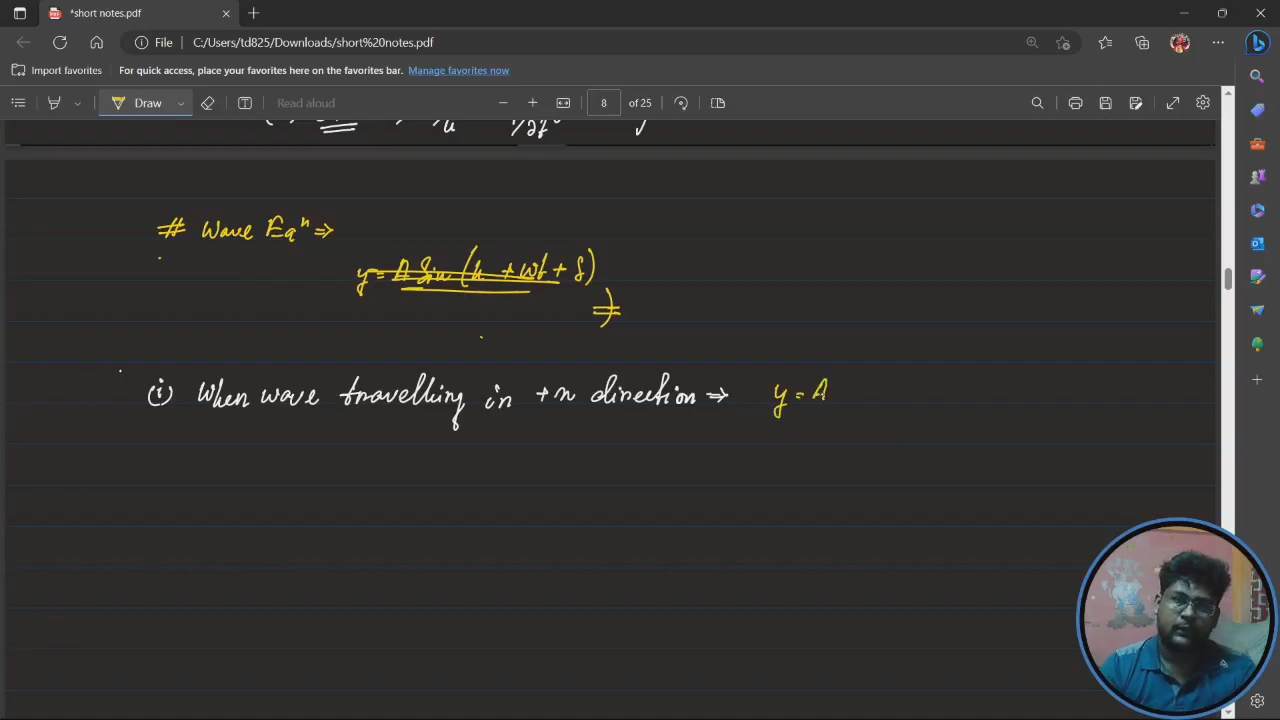 *short notes.pdf
File C:/Users/td825/Downloads/short%20notes.pdf
Import favorites For quick access, place your favorites here on the favorites bar. Manage favorites now
Draw Read aloud 8 of 25
# Wave Eqⁿ ⇒
y = A Sin (k + wt + δ)
⇒
(i) When wave travelling in +x direction ⇒ y = A